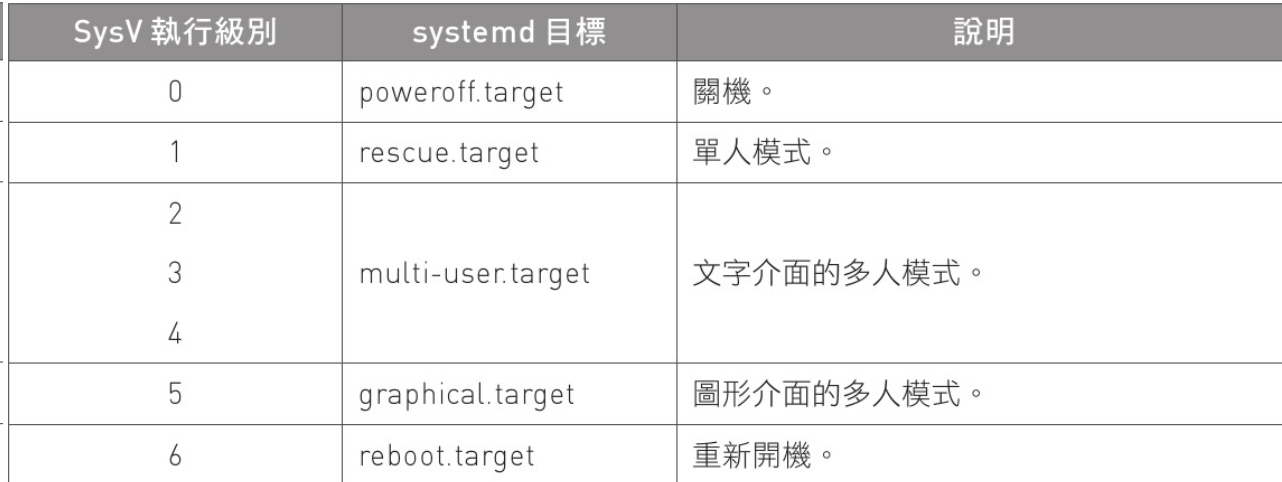 SysV 執行級別 systemd 目標 說明
0 poweroff.target 關機。
1 rescue.target 單人模式。
2
3 multi-user.target 文字介面的多人模式。
4
5 graphical.target 圖形介面的多人模式。
6 reboot.target 重新開機。